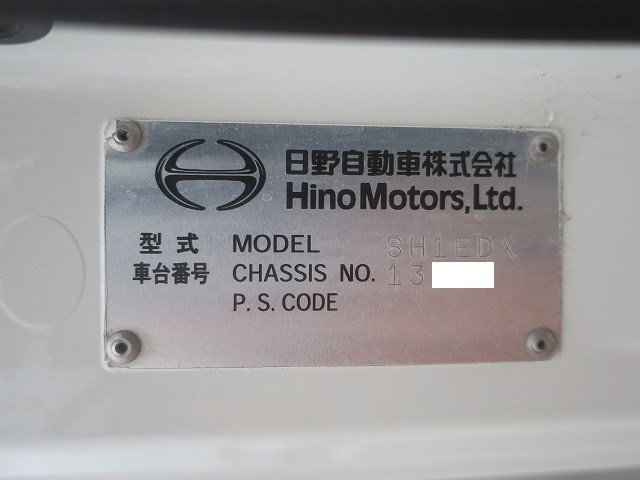 日野自動車株式会社
Hino Motors, Ltd.
型式 MODEL SH1EDX
車台番号 CHASSIS NO. 13
P. S. CODE